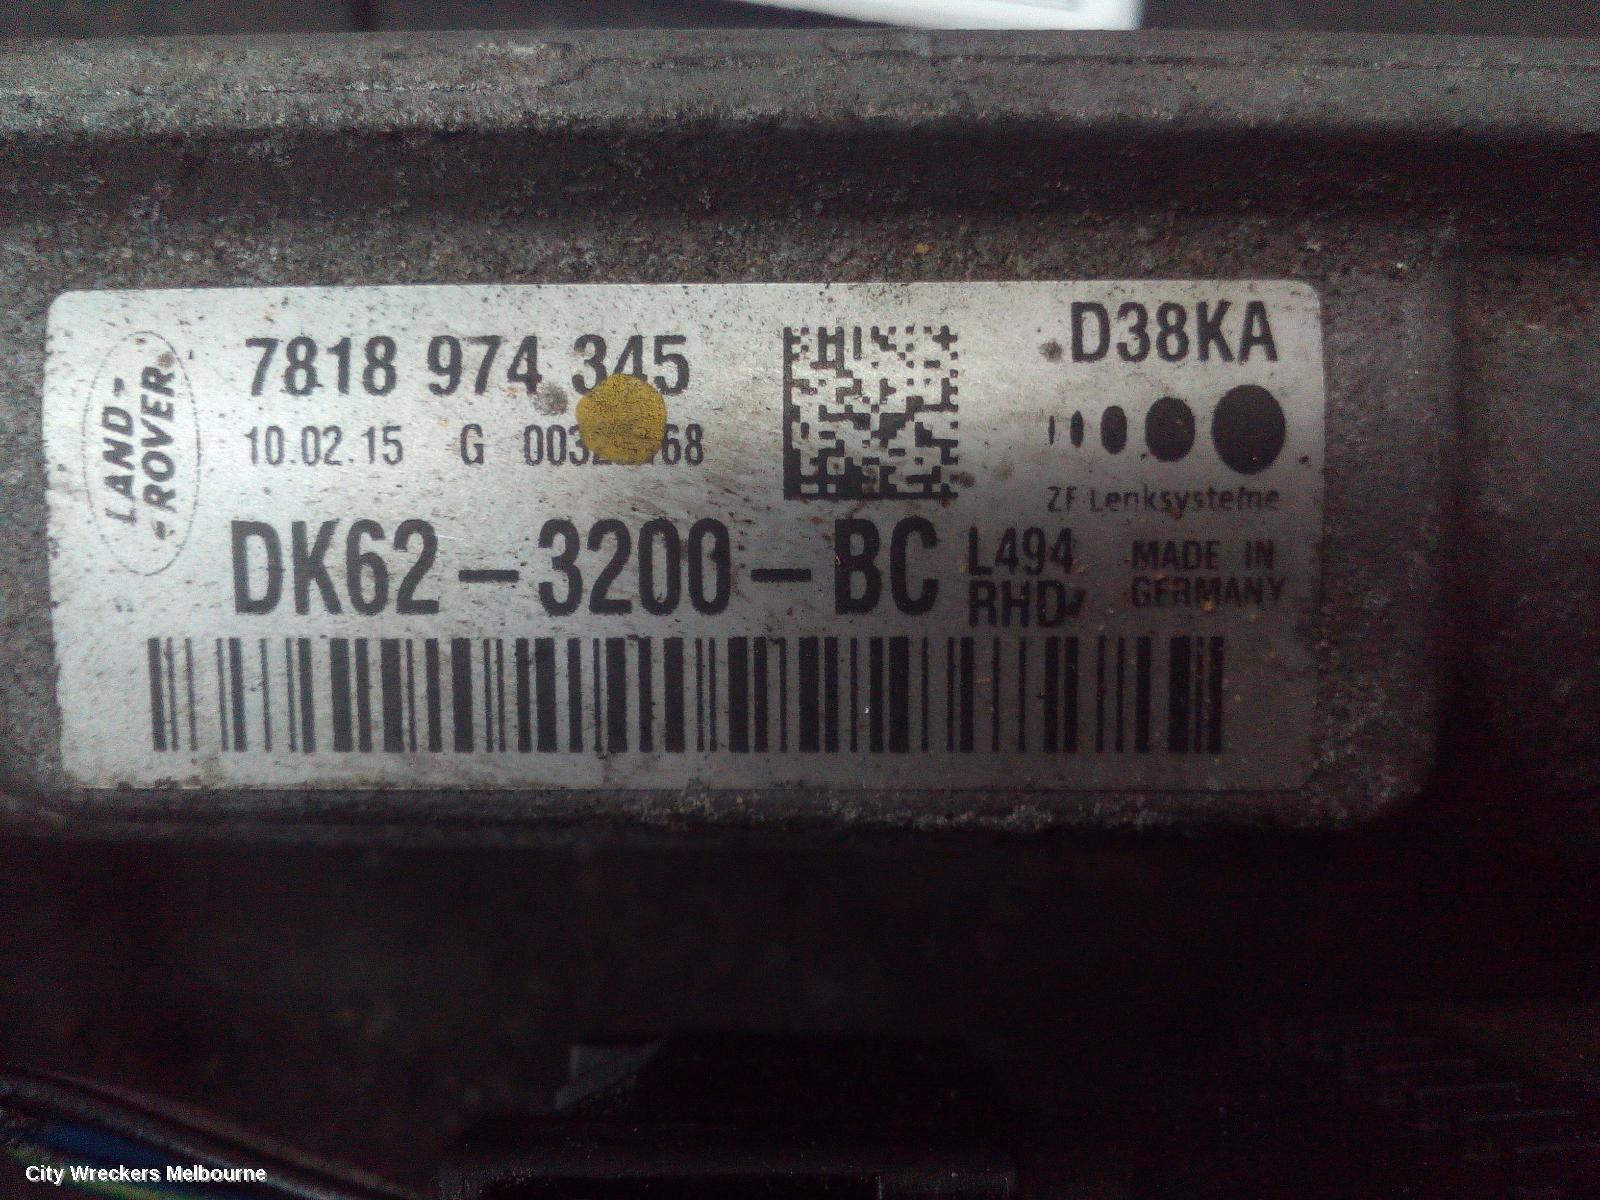 LAND-
-ROVER
7818 974 345
10.02.15 G
D38KA
ZF Lenksysteme
DK62-3200-BC
L494
RHD
MADE IN
GERMANY
City Wreckers Melbourne